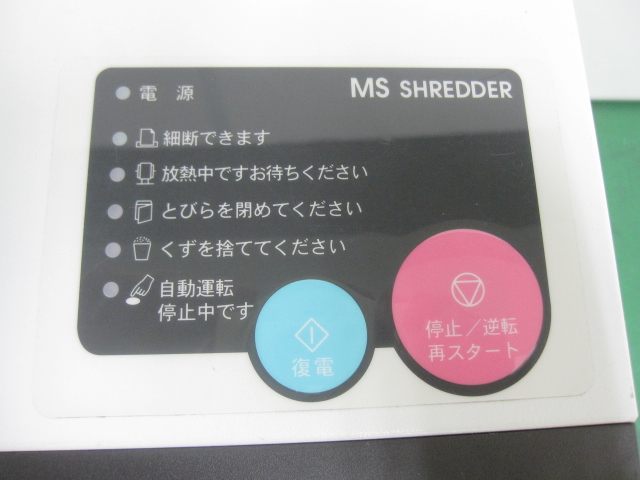 電 源
MS SHREDDER
細断できます
放熱中ですお待ちください
とびらを閉めてください
くずを捨ててください
自動運転
停止中です
復電
停止／逆転
再スタート